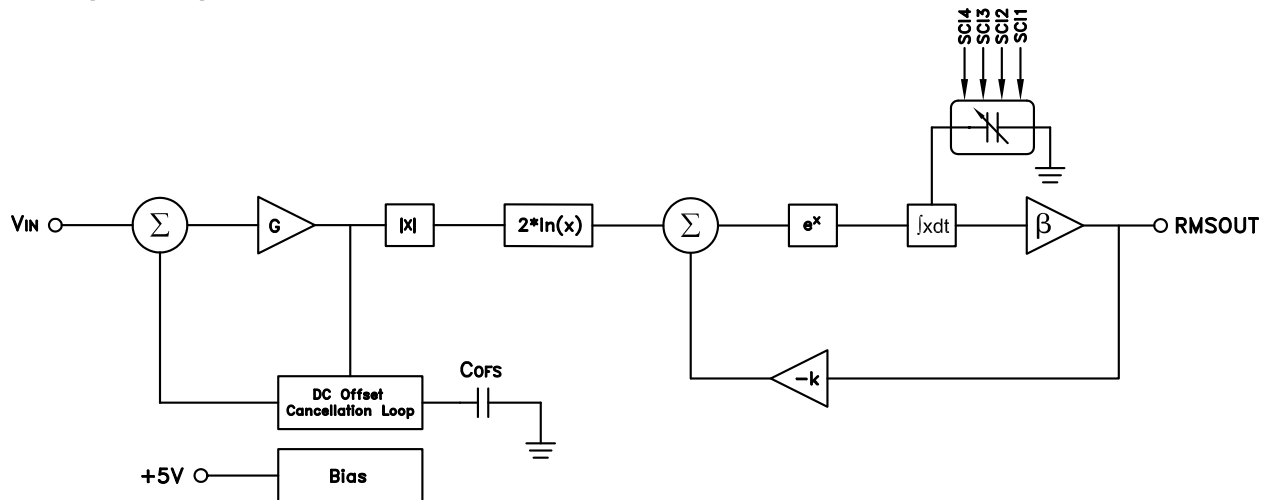 SCI4
SCI3
SCI2
SCI1
VIN
Σ
G
|X|
2*ln(x)
Σ
e^x
∫xdt
β
RMSOUT
-k
COFS
DC Offset
Cancellation Loop
+5V
Bias